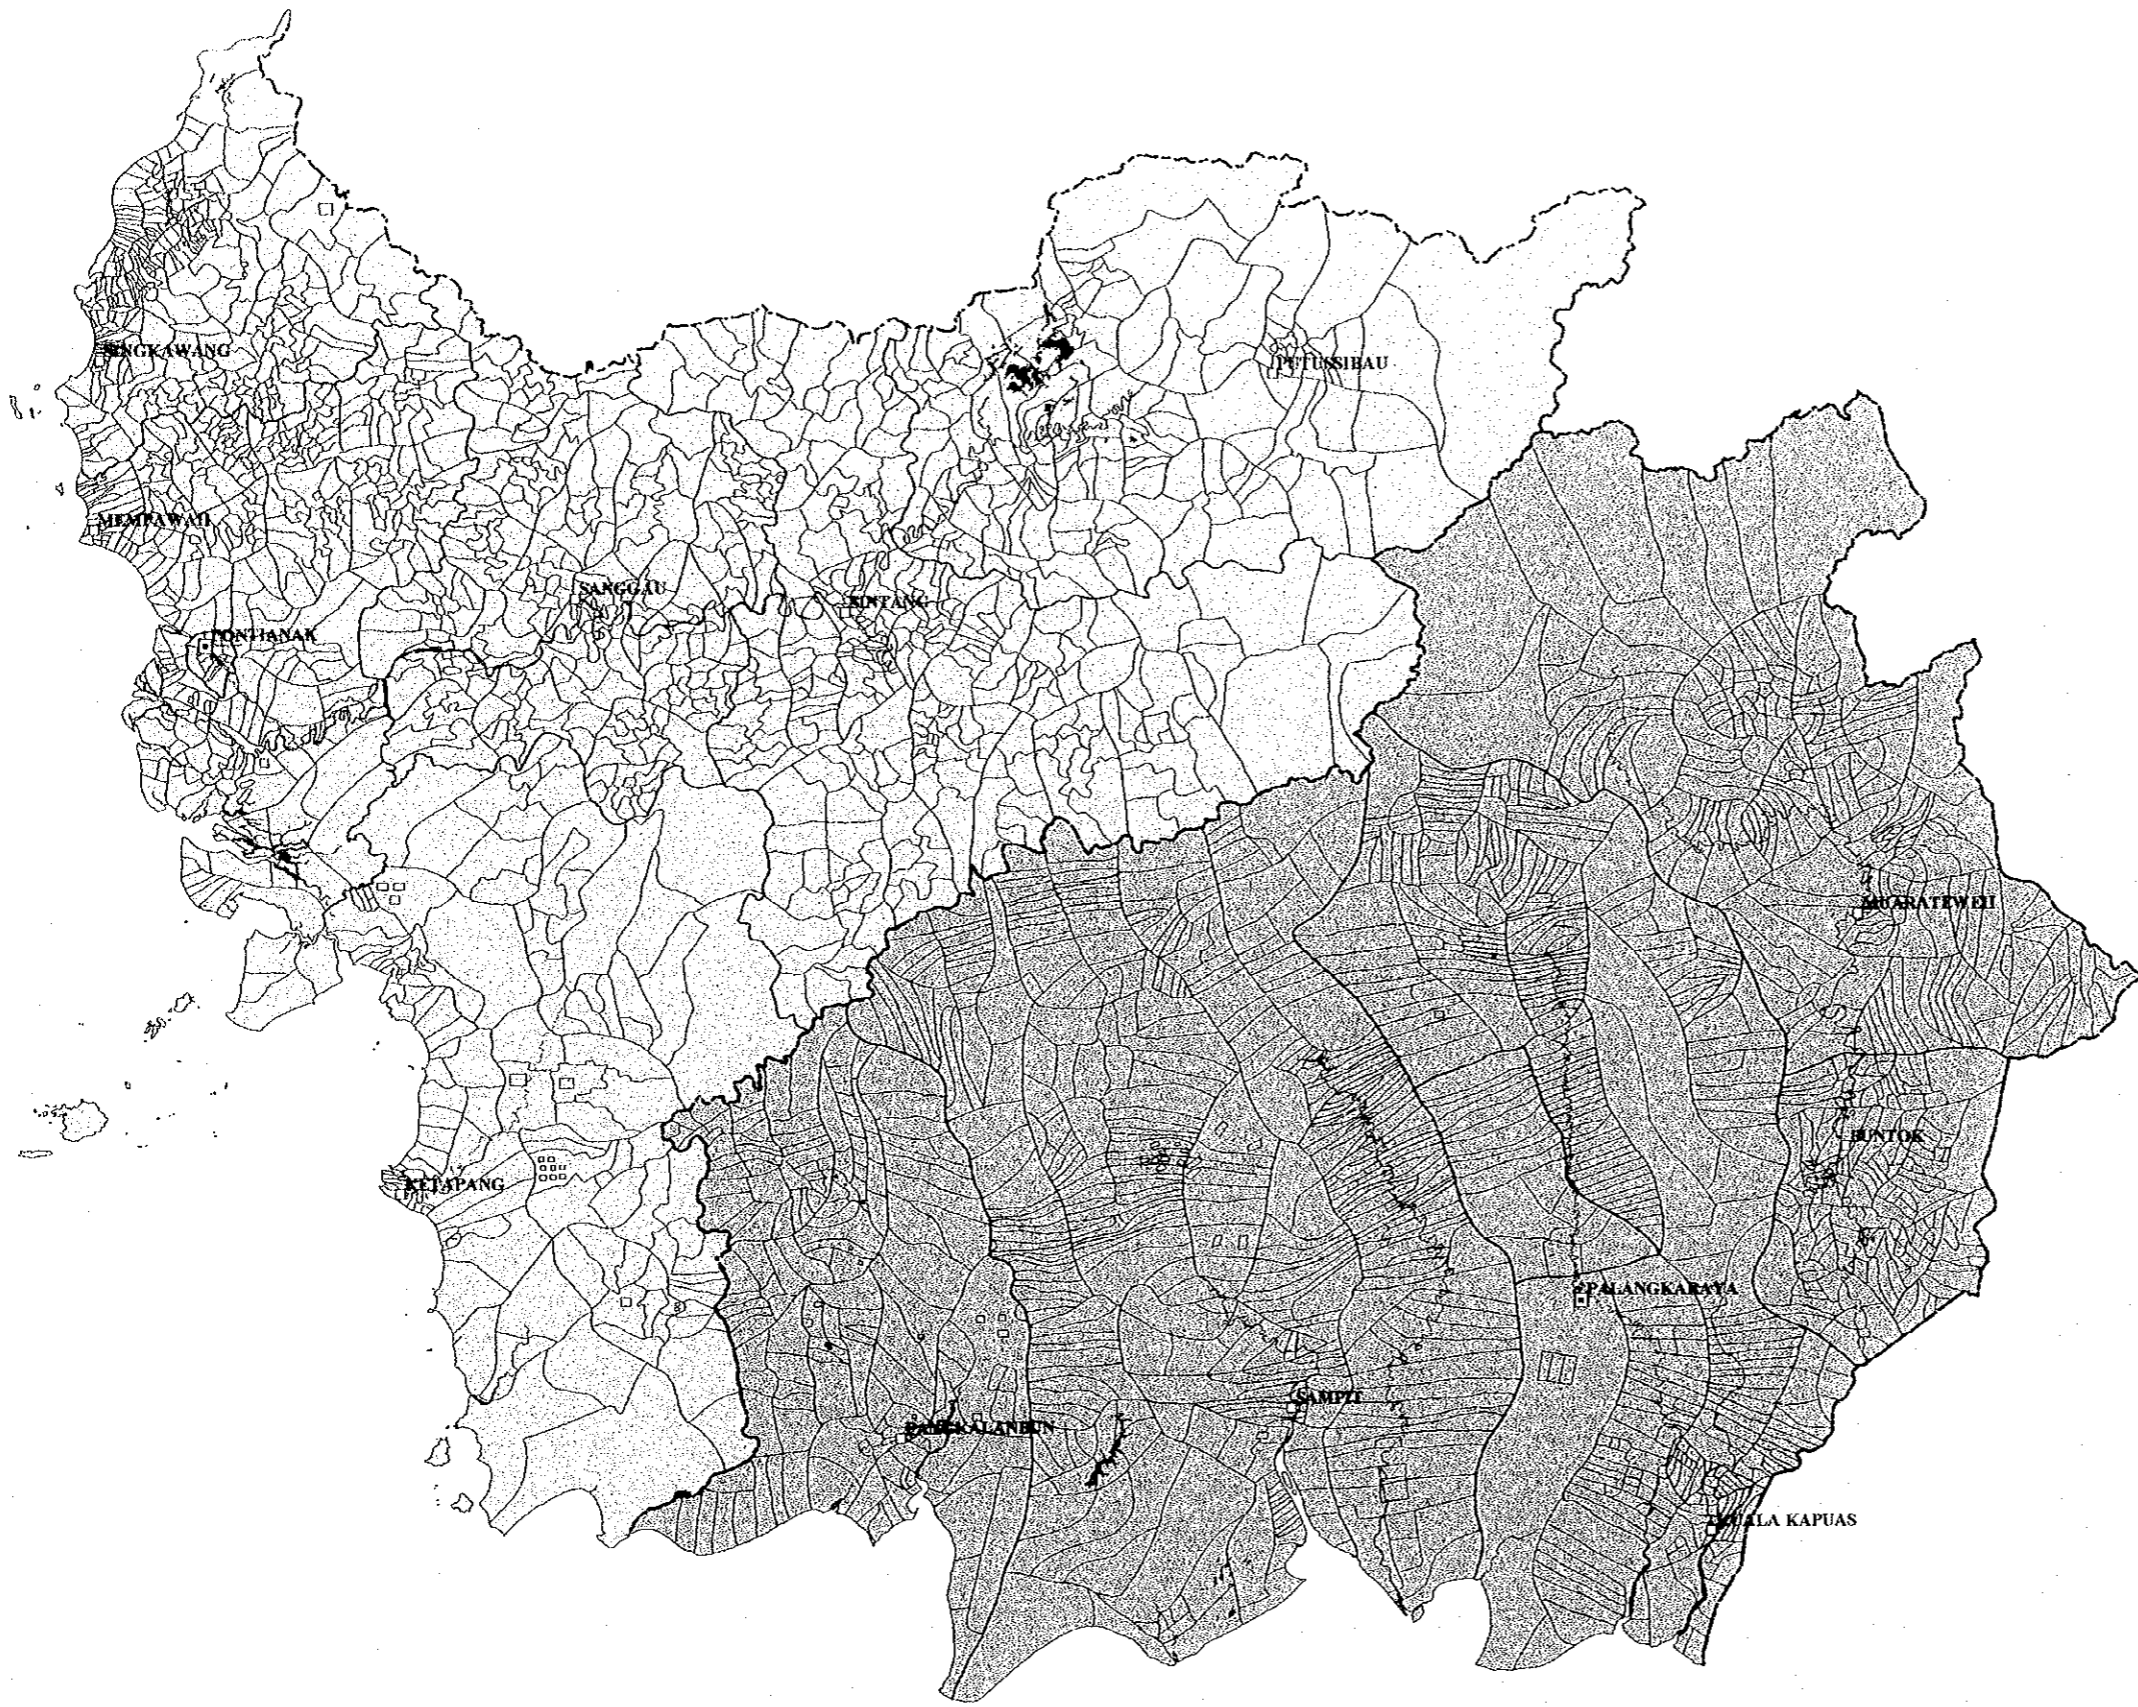 SINGKAWANG
PUTUSSIBAU
MEMPAWAH
SANGGAU
SINTANG
PONTIANAK
MUARATEWEH
BUNTOK
KETAPANG
PALANGKARAYA
SAMPIT
PANGKALANBUN
KUALA KAPUAS